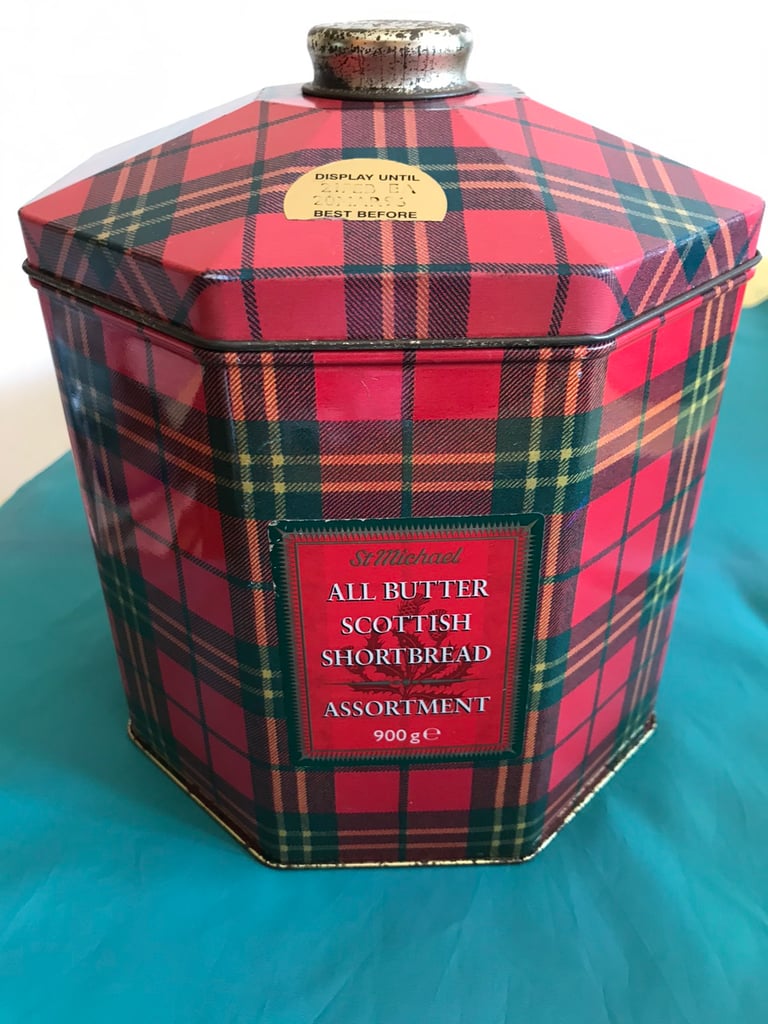 DISPLAY UNTIL
BEST BEFORE
St Michael
ALL BUTTER
SCOTTISH
SHORTBREAD
ASSORTMENT
900g℮